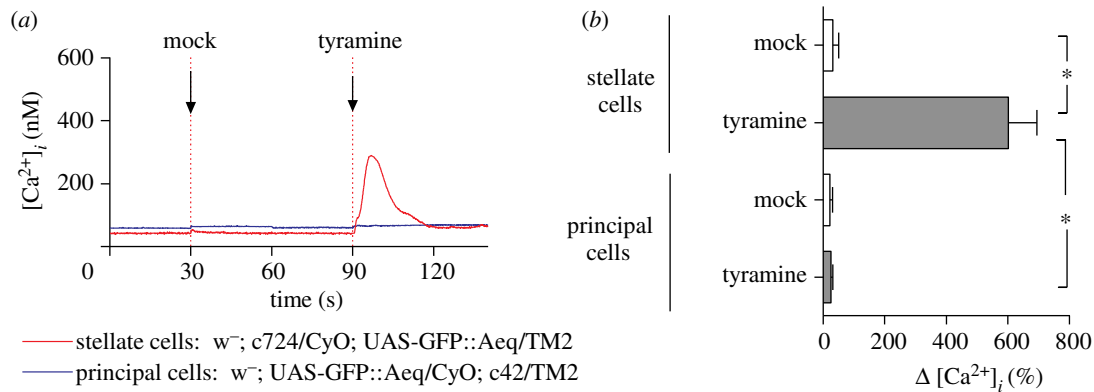 (a)
mock
tyramine
600
400
200
0
[Ca2+]i (nM)
30
60
90
120
time (s)
stellate cells: w–; c724/CyO; UAS-GFP::Aeq/TM2
principal cells: w–; UAS-GFP::Aeq/CyO; c42/TM2
(b)
stellate
cells
mock
tyramine
principal
cells
mock
tyramine
*
*
0
200
400
600
800
Δ [Ca2+]i (%)